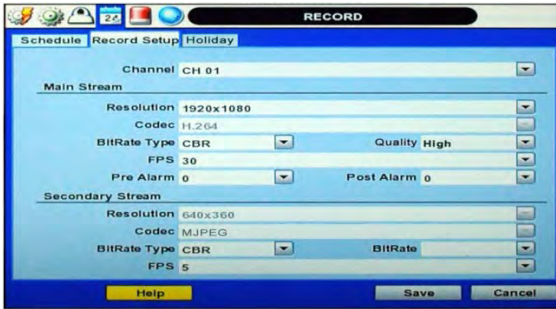 RECORD
Schedule Record Setup Holiday
Channel CH 01
Main Stream
Resolution 1920x1080
Codec H.264
BitRate Type CBR Quality High
FPS 30
Pre Alarm 0 Post Alarm 0
Secondary Stream
Resolution 640x360
Codec MJPEG
BitRate Type CBR BitRate
FPS 5
Help Save Cancel